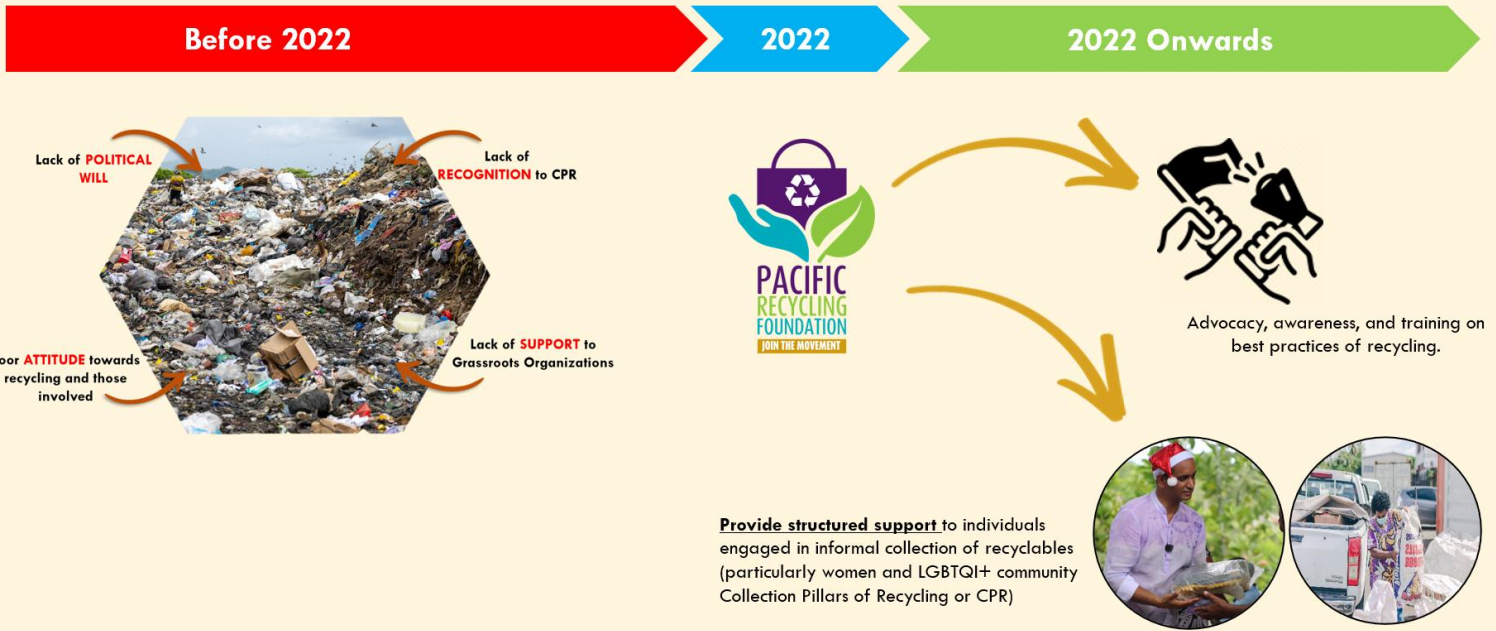 Before 2022
2022
2022 Onwards
Lack of POLITICAL
WILL
Lack of
RECOGNITION to CPR
oor ATTITUDE towards
recycling and those
involved
Lack of SUPPORT to
Grassroots Organizations
PACIFIC
RECYCLING
FOUNDATION
JOIN THE MOVEMENT
Advocacy, awareness, and training on
best practices of recycling.
Provide structured support to individuals
engaged in informal collection of recyclables
(particularly women and LGBTQI+ community
Collection Pillars of Recycling or CPR)